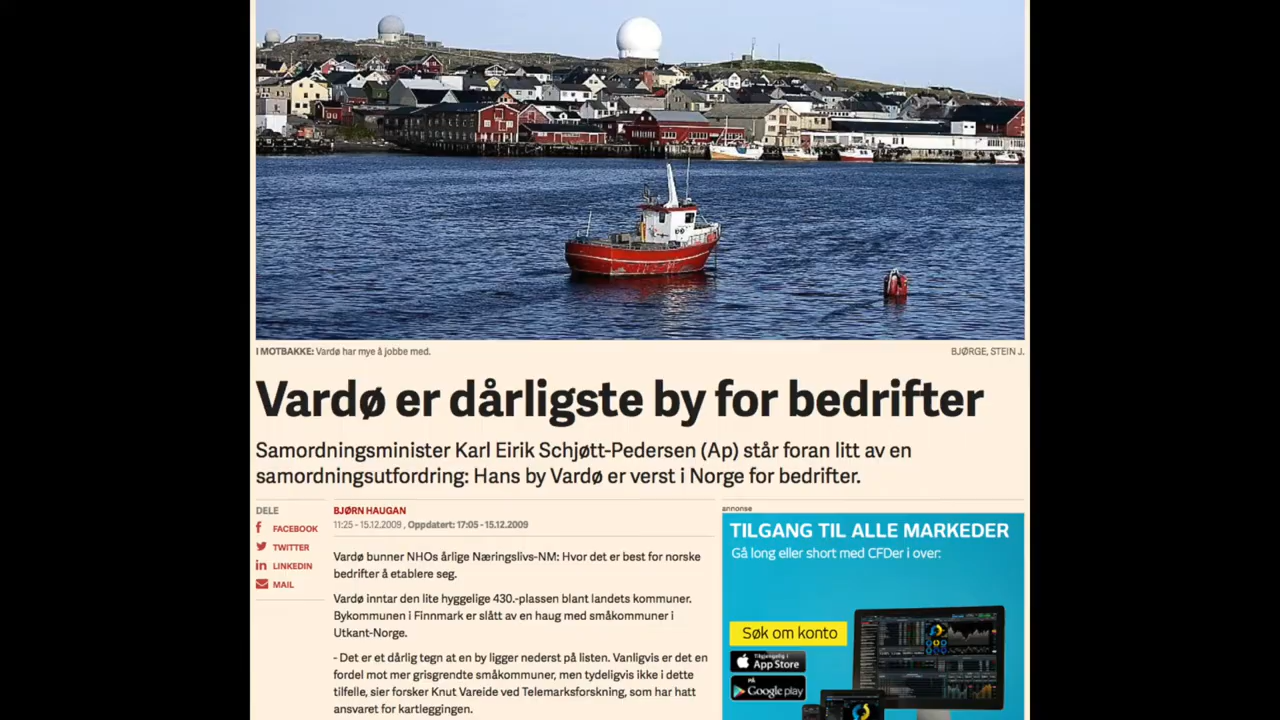 I MOTBAKKE: Vardø har mye å jobbe med.
BJØRGE, STEIN J.
Vardø er dårligste by for bedrifter
Samordningsminister Karl Eirik Schjøtt-Pedersen (Ap) står foran litt av en
samordningsutfordring: Hans by Vardø er verst i Norge for bedrifter.
DELE
FACEBOOK
TWITTER
LINKEDIN
MAIL
BJØRN HAUGAN
11:25 - 15.12.2009 , Oppdatert: 17:05 - 15.12.2009
Vardø bunner NHOs årlige Næringslivs-NM: Hvor det er best for norske
bedrifter å etablere seg.
Vardø inntar den lite hyggelige 430.-plassen blant landets kommuner.
Bykommunen i Finnmark er slått av en haug med småkommuner i
Utkant-Norge.
- Det er et dårlig tegn at en by ligger nederst på listen. Vanligvis er det en
fordel mot mer grisgrendte småkommuner, men tydeligvis ikke i dette
tilfelle, sier forsker Knut Vareide ved Telemarksforskning, som har hatt
ansvaret for kartleggingen.
annonse
TILGANG TIL ALLE MARKEDER
Gå long eller short med CFDer i over:
Søk om konto
Tilgjengelig i
App Store
Google play